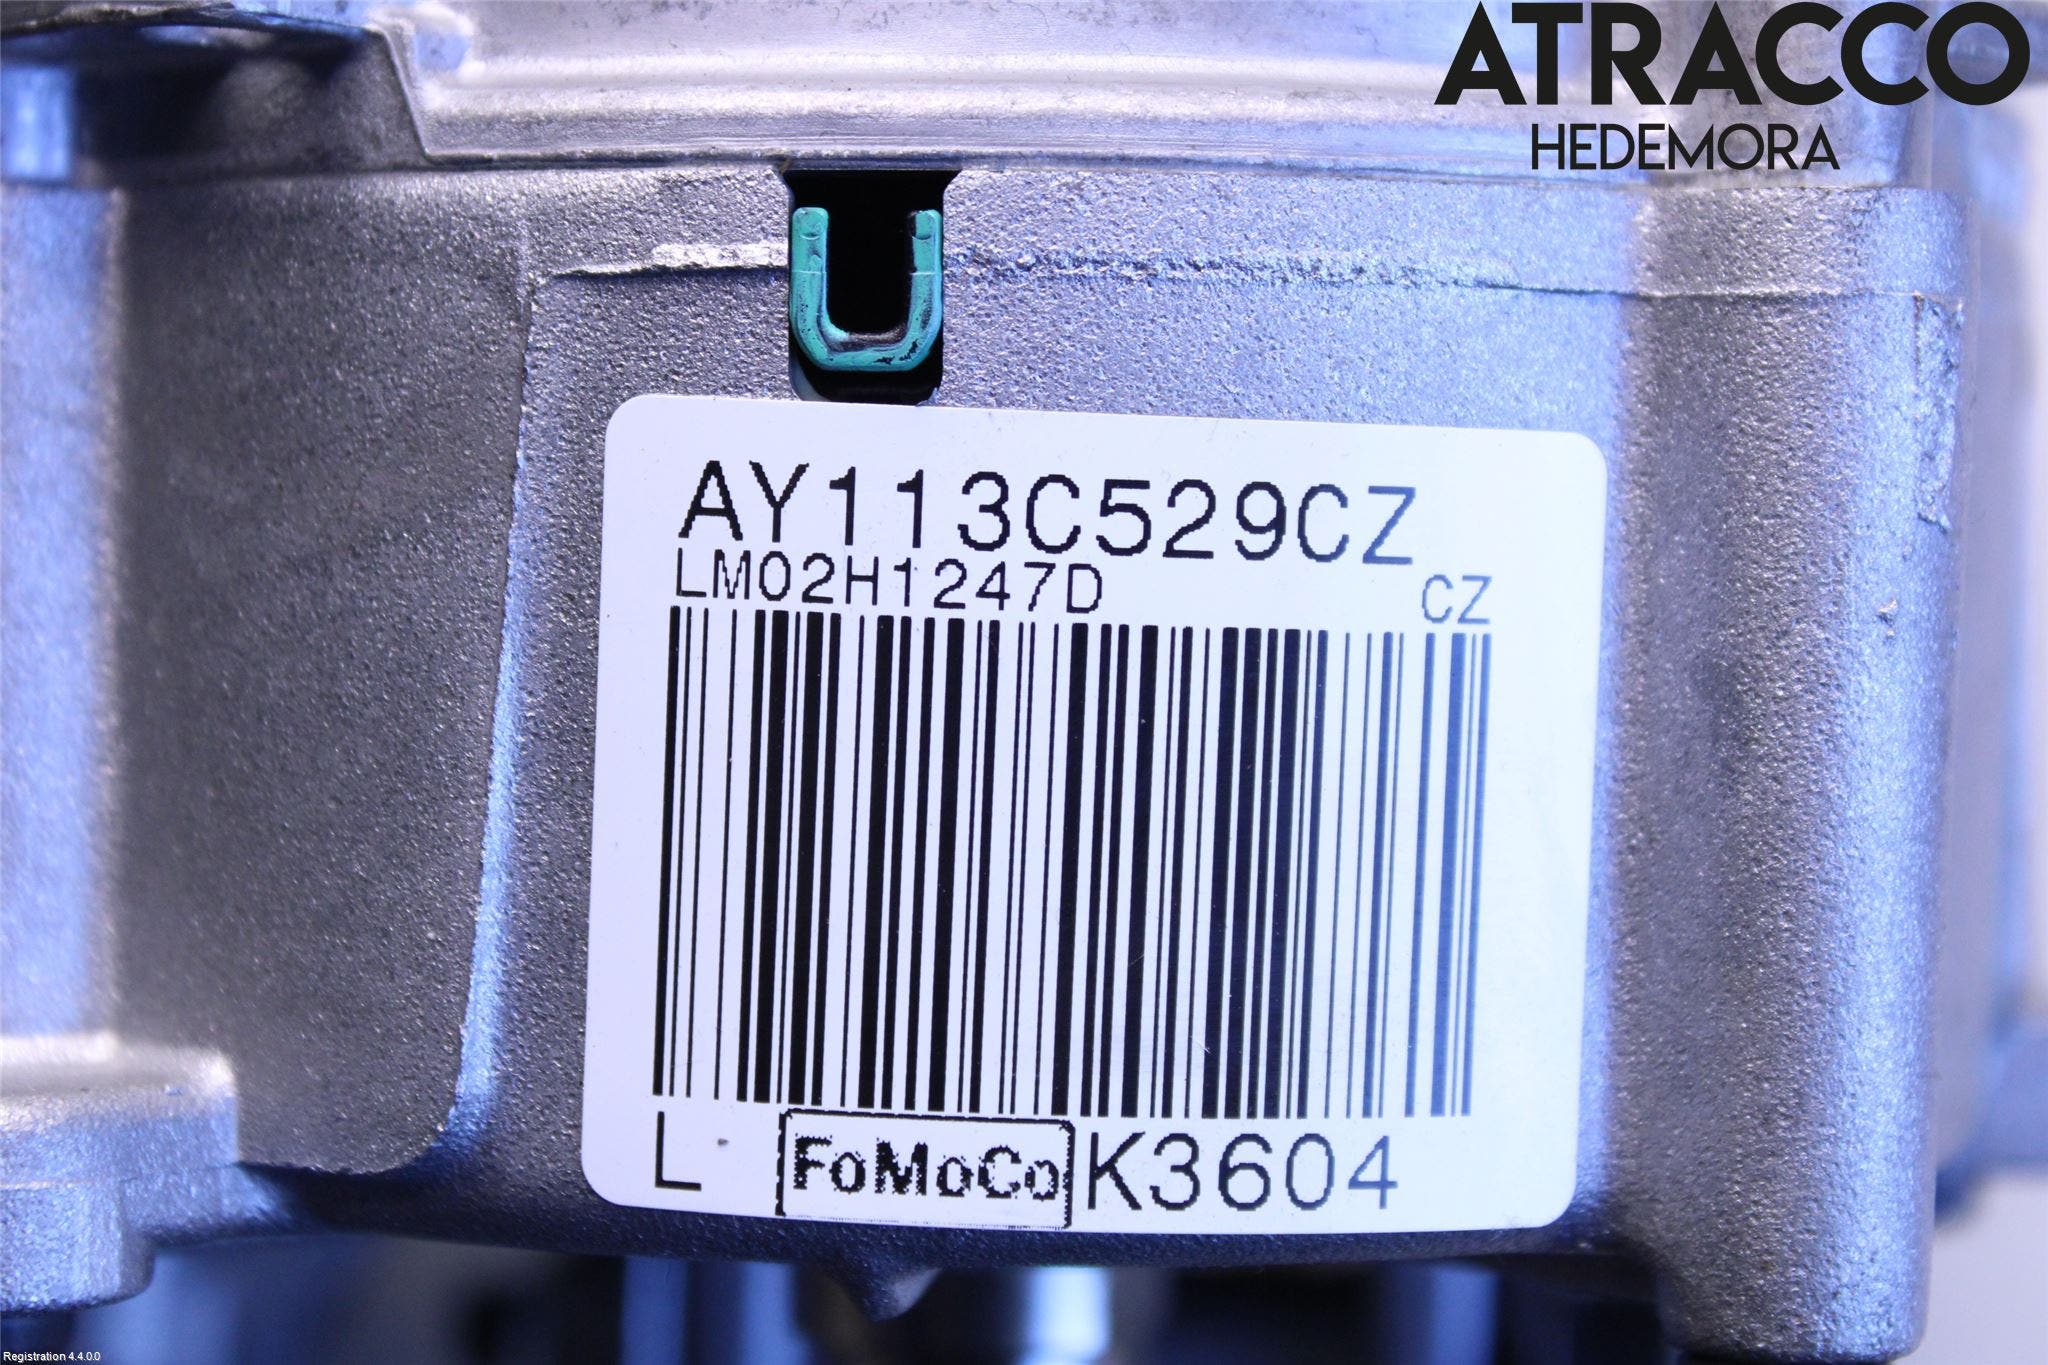 ATRACCO
HEDEMORA
AY113C529CZ
LM02H1247D CZ
L FoMoCo K3604
Registration 4.4.0.0